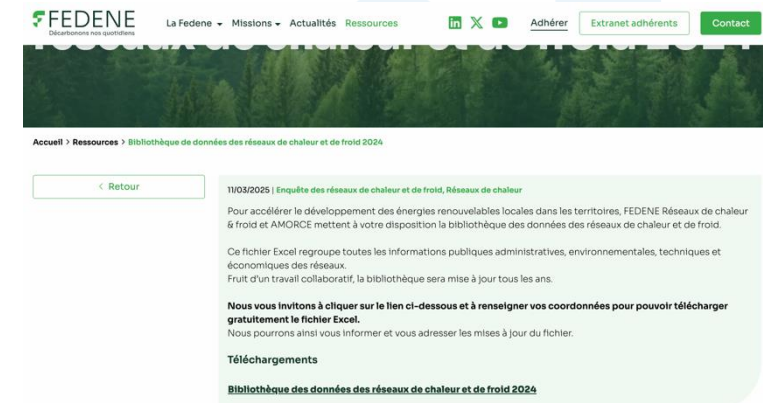 FEDENE
Décarbonons nos quotidiens
La Fedene Missions Actualités Ressources
Adhérer Extranet adhérents Contact
réseaux de chaleur et de froid 2024
Accueil > Ressources > Bibliothèque de données des réseaux de chaleur et de froid 2024
< Retour
11/03/2025 | Enquête des réseaux de chaleur et de froid, Réseaux de chaleur
Pour accélérer le développement des énergies renouvelables locales dans les territoires, FEDENE Réseaux de chaleur
& froid et AMORCE mettent à votre disposition la bibliothèque des données des réseaux de chaleur et de froid.
Ce fichier Excel regroupe toutes les informations publiques administratives, environnementales, techniques et
économiques des réseaux.
Fruit d'un travail collaboratif, la bibliothèque sera mise à jour tous les ans.
Nous vous invitons à cliquer sur le lien ci-dessous et à renseigner vos coordonnées pour pouvoir télécharger
gratuitement le fichier Excel.
Nous pourrons ainsi vous informer et vous adresser les mises à jour du fichier.
Téléchargements
Bibliothèque des données des réseaux de chaleur et de froid 2024